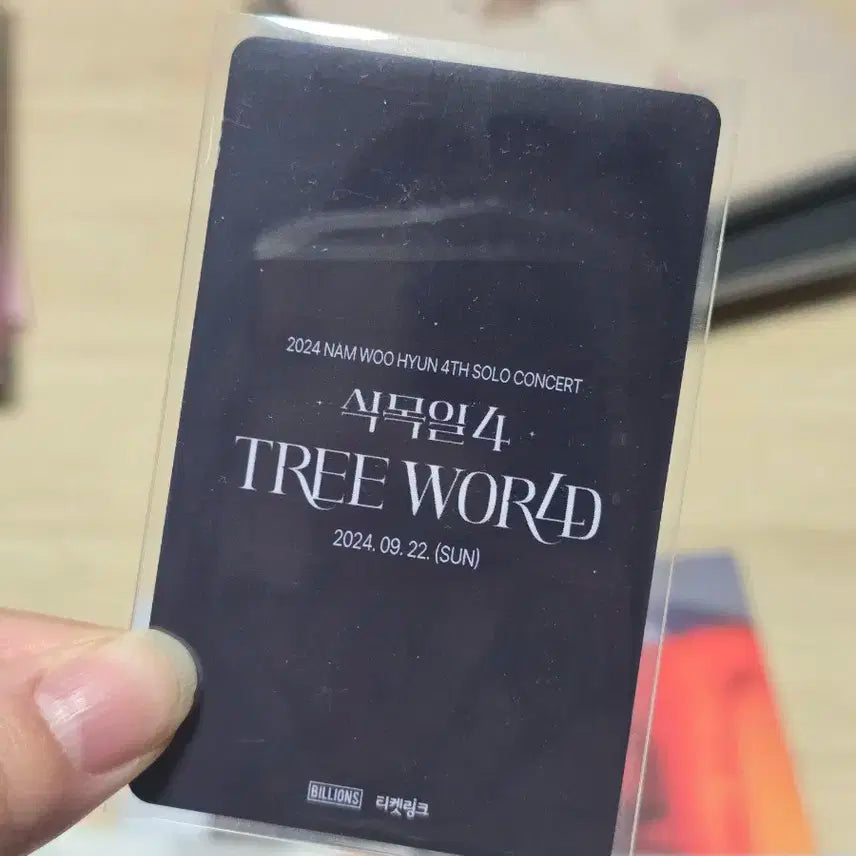 2024 NAM WOO HYUN 4TH SOLO CONCERT
식목일4
TREE WOR4D
2024. 09. 22. (SUN)
BILLIONS 티켓링크